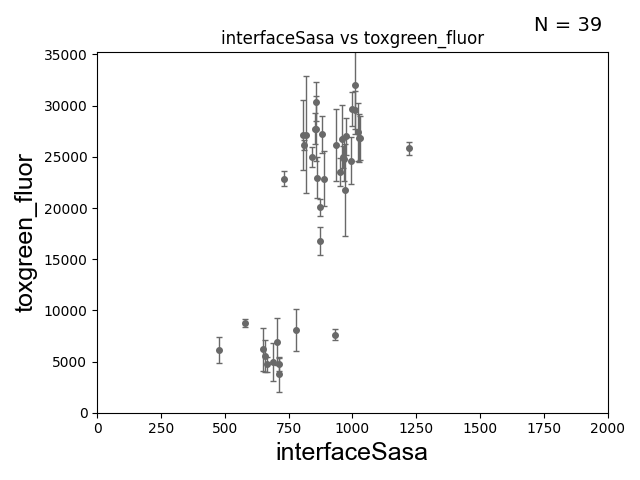 N = 39
interfaceSasa vs toxgreen_fluor
35000
30000
25000
20000
15000
10000
5000
0
toxgreen_fluor
0 250 500 750 1000 1250 1500 1750 2000
interfaceSasa